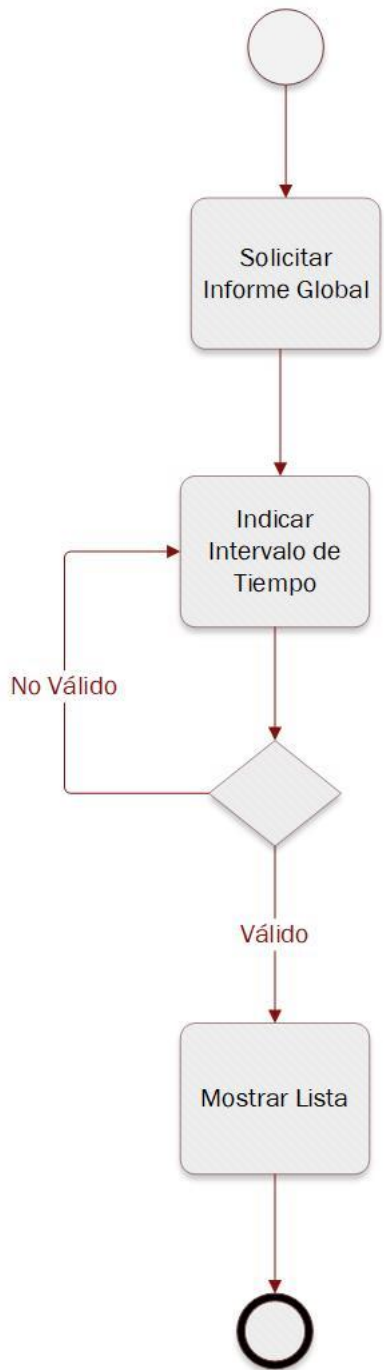 Solicitar
Informe Global
Indicar
Intervalo de
Tiempo
No Válido
Válido
Mostrar Lista